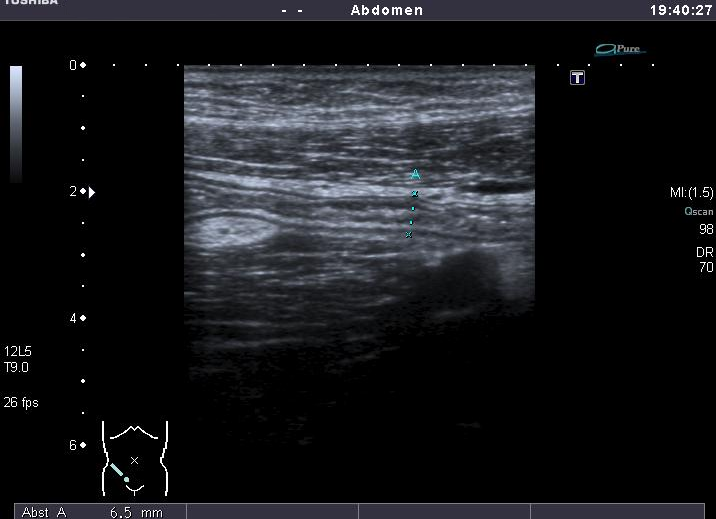 TOSHIBA
- - Abdomen 19:40:27
aPure
0
T
A
2
MI:(1.5)
Qscan
98
DR
70
4
12L5
T9.0
26 fps
6
Abst A 6.5 mm